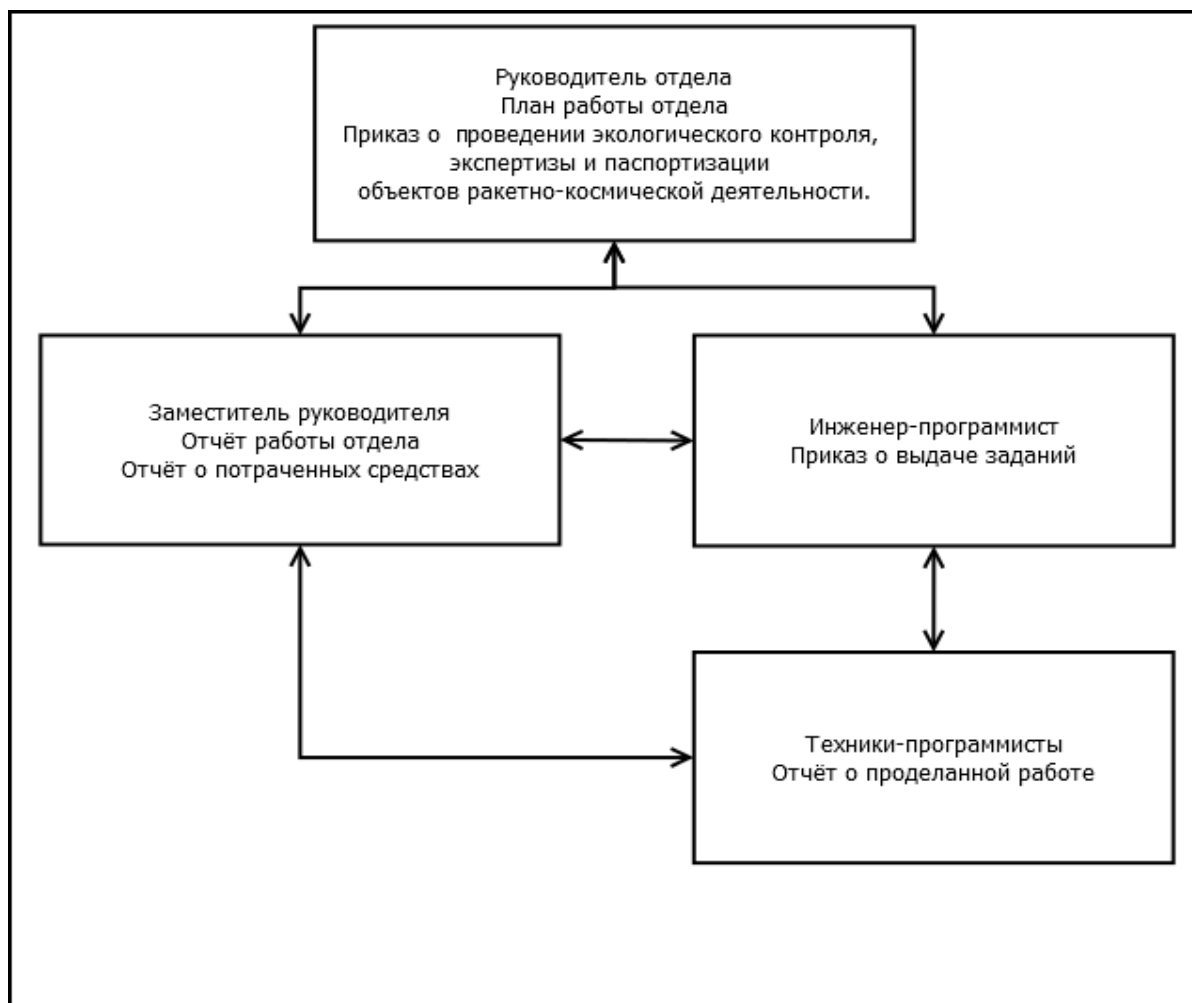 Руководитель отдела
План работы отдела
Приказ о  проведении экологического контроля,
экспертизы и паспортизации
объектов ракетно-космической деятельности.
Заместитель руководителя
Отчёт работы отдела
Отчёт о потраченных средствах
Инженер-программист
Приказ о выдаче заданий
Техники-программисты
Отчёт о проделанной работе